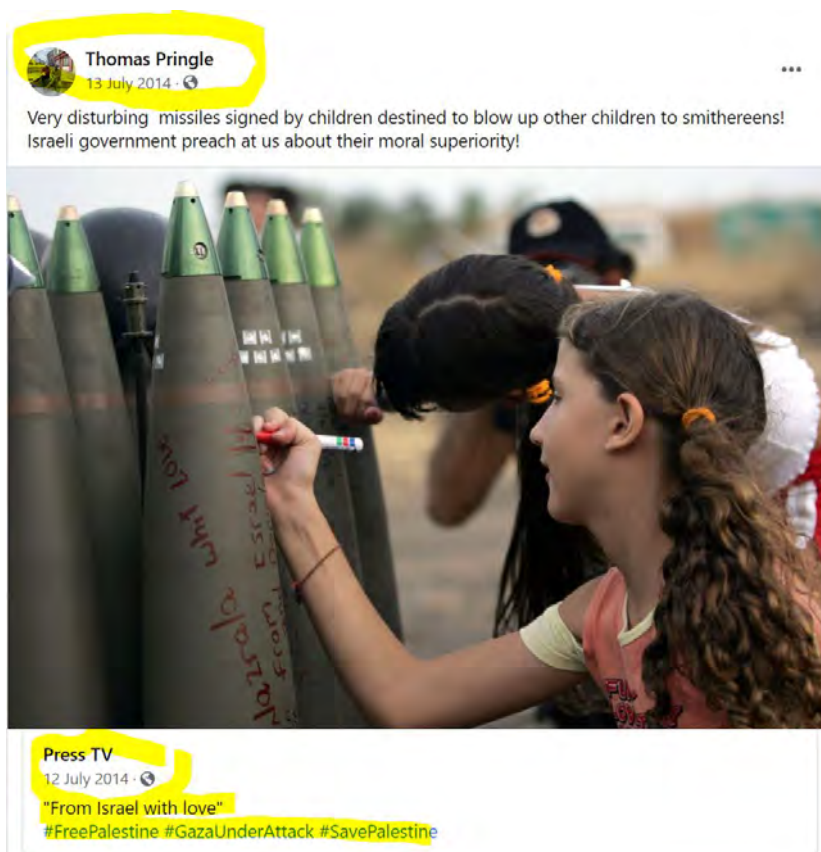 Thomas Pringle
13 July 2014 ·
Very disturbing missiles signed by children destined to blow up other children to smithereens!
Israeli government preach at us about their moral superiority!
Nazrala whit love
From Esrael
Press TV
12 July 2014 ·
"From Israel with love"
#FreePalestine #GazaUnderAttack #SavePalestine